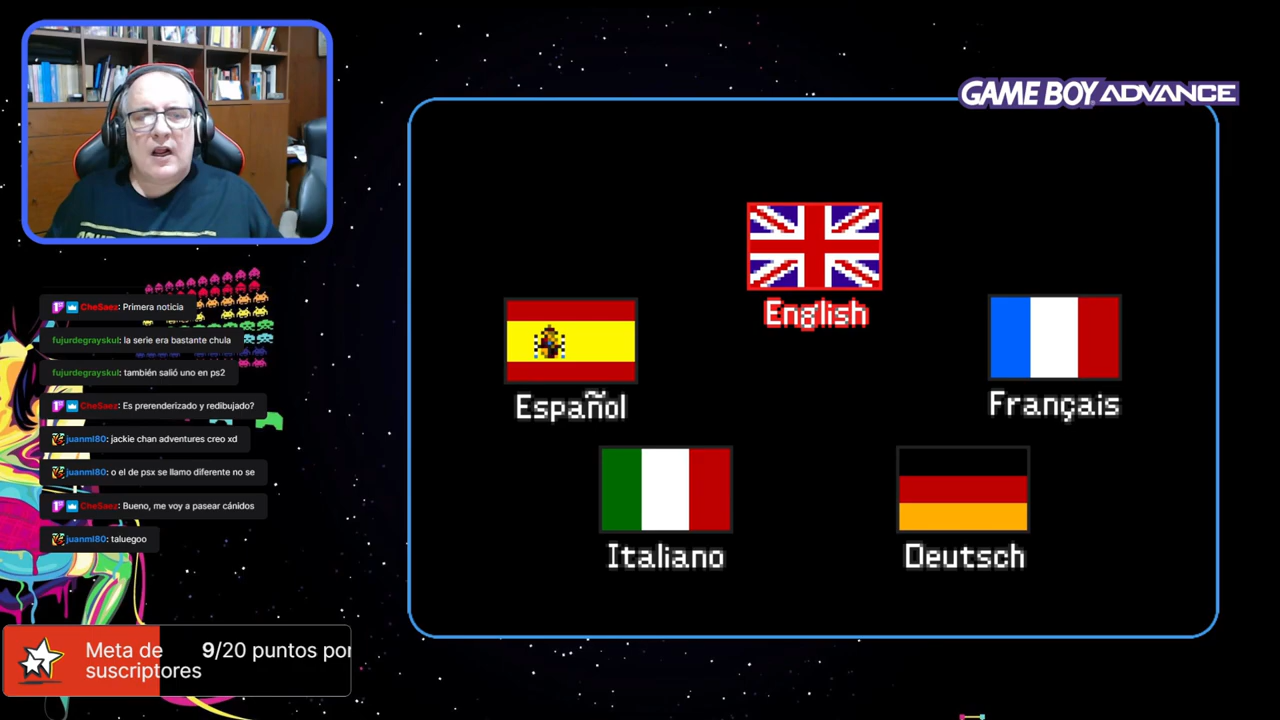 GAME BOY ADVANCE
English
Español
Français
Italiano
Deutsch
CheSaez: Primera noticia
fujurdegrayskul: la serie era bastante chula
fujurdegrayskul: también salió uno en ps2
CheSaez: Es prerenderizado y redibujado?
juanml80: jackie chan adventures creo xd
juanml80: o el de psx se llamo diferente no se
CheSaez: Bueno, me voy a pasear cánidos
juanml80: taluegoo
Meta de suscriptores
9/20 puntos por